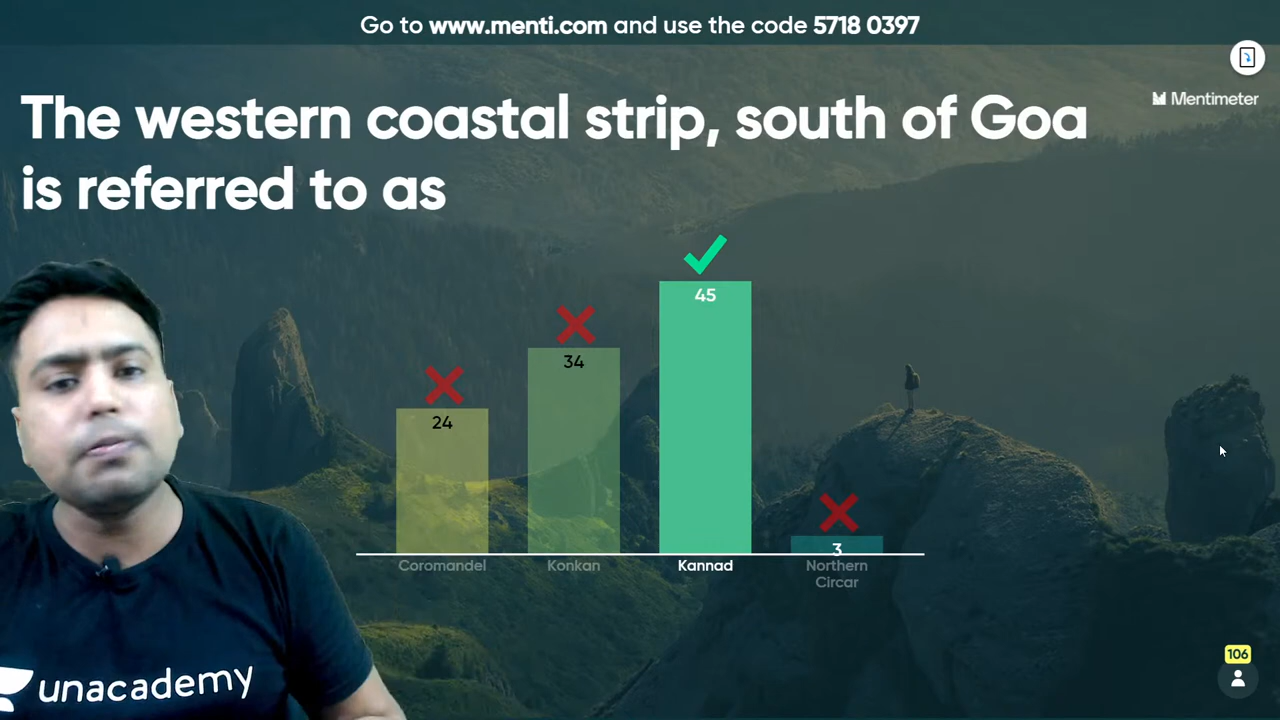 Go to www.menti.com and use the code 5718 0397
Mentimeter
The western coastal strip, south of Goa
is referred to as
45
34
24
3
Coromandel
Konkan
Kannad
Northern
Circar
106
unacademy